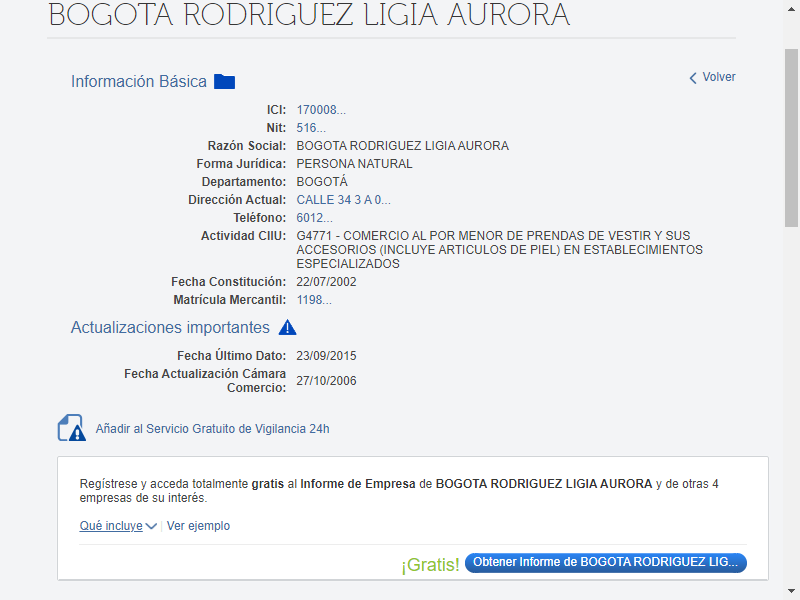 BOGOTA RODRIGUEZ LIGIA AURORA
Información Básica
Volver
ICI: 170008...
Nit: 516...
Razón Social: BOGOTA RODRIGUEZ LIGIA AURORA
Forma Jurídica: PERSONA NATURAL
Departamento: BOGOTÁ
Dirección Actual: CALLE 34 3 A 0...
Teléfono: 6012...
Actividad CIIU: G4771 - COMERCIO AL POR MENOR DE PRENDAS DE VESTIR Y SUS
ACCESORIOS (INCLUYE ARTICULOS DE PIEL) EN ESTABLECIMIENTOS
ESPECIALIZADOS
Fecha Constitución: 22/07/2002
Matrícula Mercantil: 1198...
Actualizaciones importantes
Fecha Último Dato: 23/09/2015
Fecha Actualización Cámara
Comercio: 27/10/2006
Añadir al Servicio Gratuito de Vigilancia 24h
Regístrese y acceda totalmente gratis al Informe de Empresa de BOGOTA RODRIGUEZ LIGIA AURORA y de otras 4
empresas de su interés.
Qué incluye | Ver ejemplo
¡Gratis! Obtener Informe de BOGOTA RODRIGUEZ LIG...